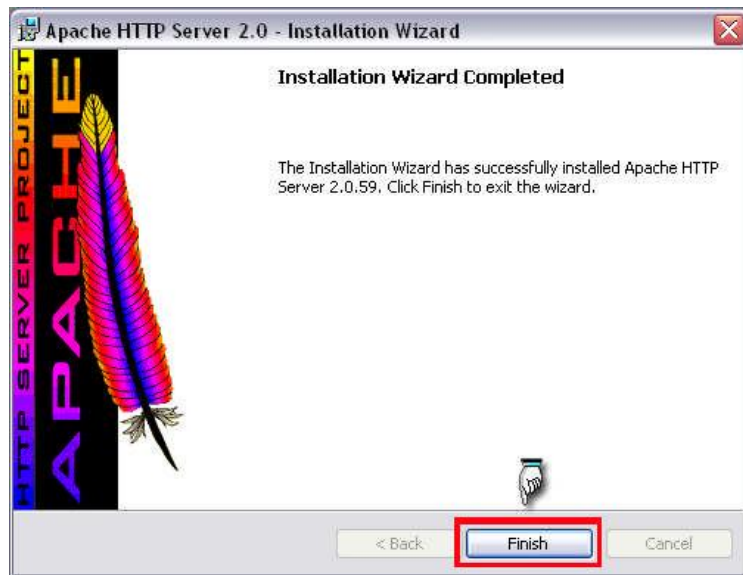 Apache HTTP Server 2.0 - Installation Wizard
HTTP SERVER PROJECT
APACHE
Installation Wizard Completed
The Installation Wizard has successfully installed Apache HTTP
Server 2.0.59. Click Finish to exit the wizard.
< Back
Finish
Cancel